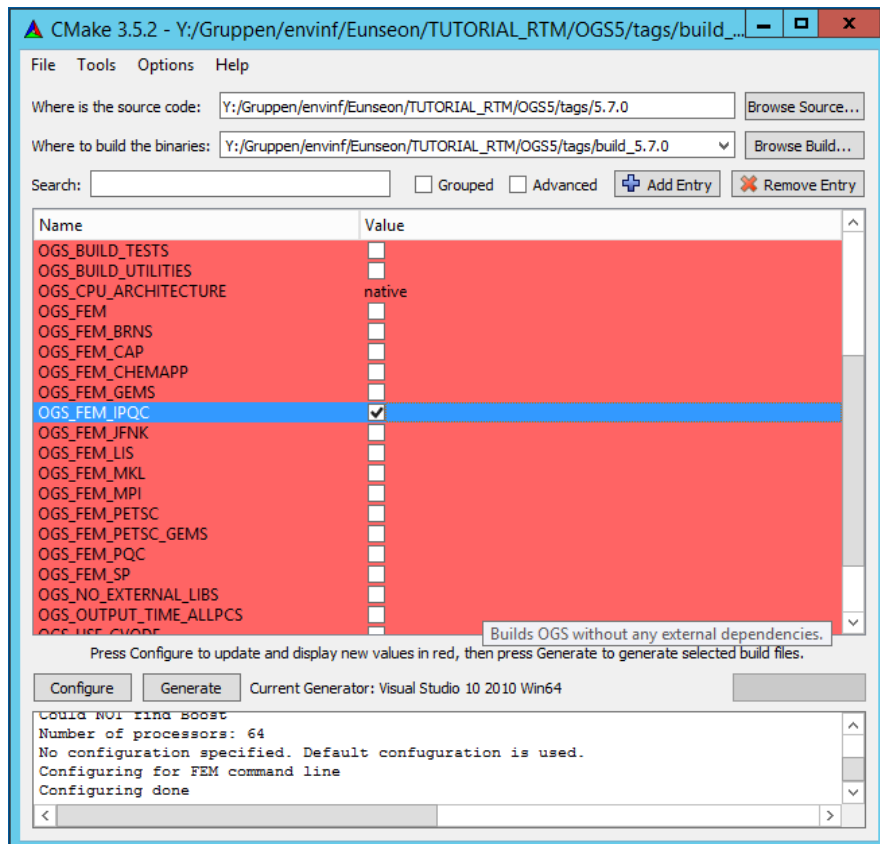 CMake 3.5.2 - Y:/Gruppen/envinf/Eunseon/TUTORIAL_RTM/OGS5/tags/build_...
File Tools Options Help
Where is the source code: Y:/Gruppen/envinf/Eunseon/TUTORIAL_RTM/OGS5/tags/5.7.0 Browse Source...
Where to build the binaries: Y:/Gruppen/envinf/Eunseon/TUTORIAL_RTM/OGS5/tags/build_5.7.0 Browse Build...
Search: Grouped Advanced Add Entry Remove Entry
Name Value
OGS_BUILD_TESTS
OGS_BUILD_UTILITIES
OGS_CPU_ARCHITECTURE native
OGS_FEM
OGS_FEM_BRNS
OGS_FEM_CAP
OGS_FEM_CHEMAPP
OGS_FEM_GEMS
OGS_FEM_IPQC
OGS_FEM_JFNK
OGS_FEM_LIS
OGS_FEM_MKL
OGS_FEM_MPI
OGS_FEM_PETSC
OGS_FEM_PETSC_GEMS
OGS_FEM_PQC
OGS_FEM_SP
OGS_NO_EXTERNAL_LIBS
OGS_OUTPUT_TIME_ALLPCS
OGS_USE_CVODE
Builds OGS without any external dependencies.
Press Configure to update and display new values in red, then press Generate to generate selected build files.
Configure Generate Current Generator: Visual Studio 10 2010 Win64
Could NOT find Boost
Number of processors: 64
No configuration specified. Default confuguration is used.
Configuring for FEM command line
Configuring done